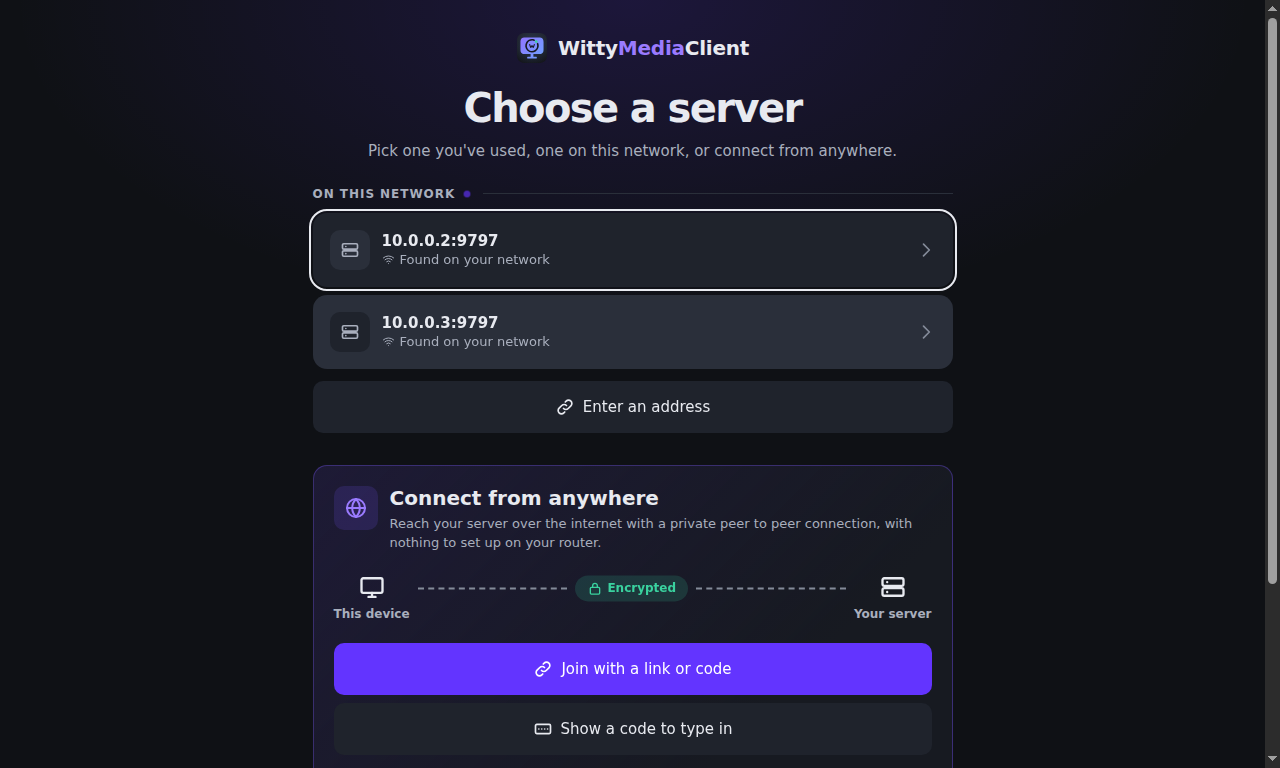 WittyMediaClient
Choose a server
Pick one you've used, one on this network, or connect from anywhere.
ON THIS NETWORK
10.0.0.2:9797
Found on your network
10.0.0.3:9797
Found on your network
Enter an address
Connect from anywhere
Reach your server over the internet with a private peer to peer connection, with
nothing to set up on your router.
Encrypted
This device
Your server
Join with a link or code
Show a code to type in